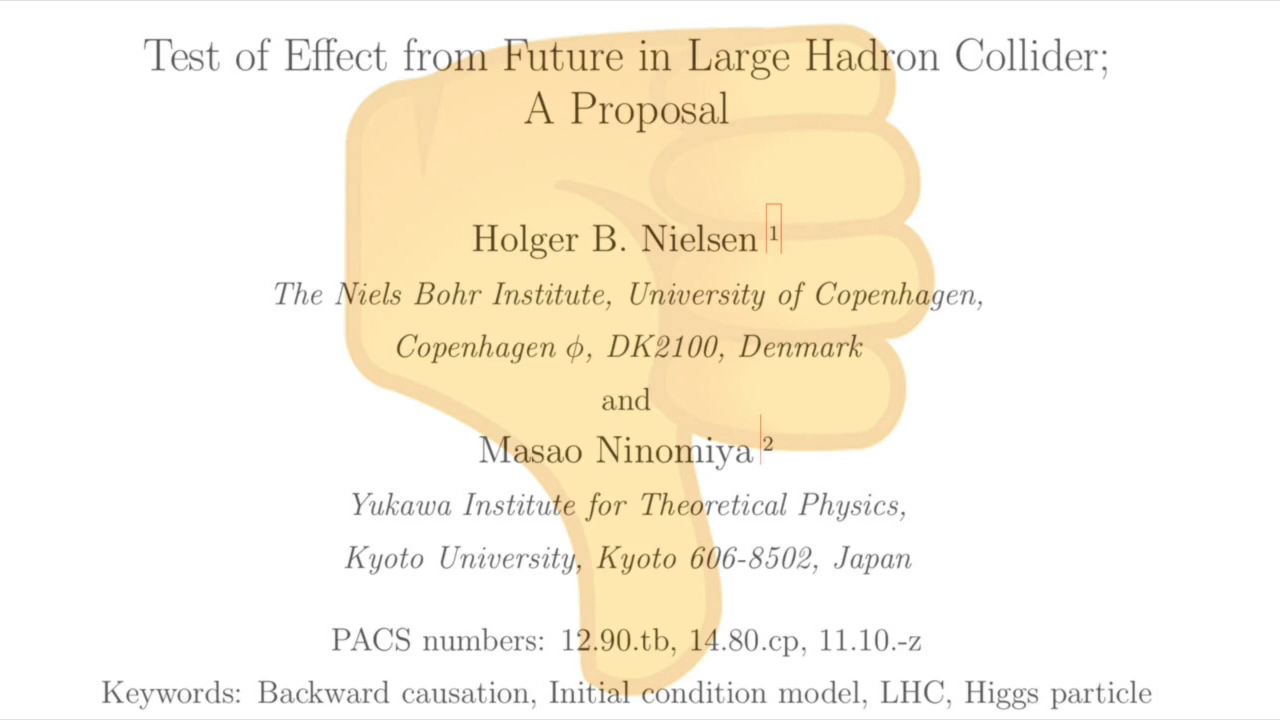 Test of Effect from Future in Large Hadron Collider;
A Proposal
Holger B. Nielsen 1
The Niels Bohr Institute, University of Copenhagen,
Copenhagen ϕ, DK2100, Denmark
and
Masao Ninomiya 2
Yukawa Institute for Theoretical Physics,
Kyoto University, Kyoto 606-8502, Japan
PACS numbers: 12.90.tb, 14.80.cp, 11.10.-z
Keywords: Backward causation, Initial condition model, LHC, Higgs particle